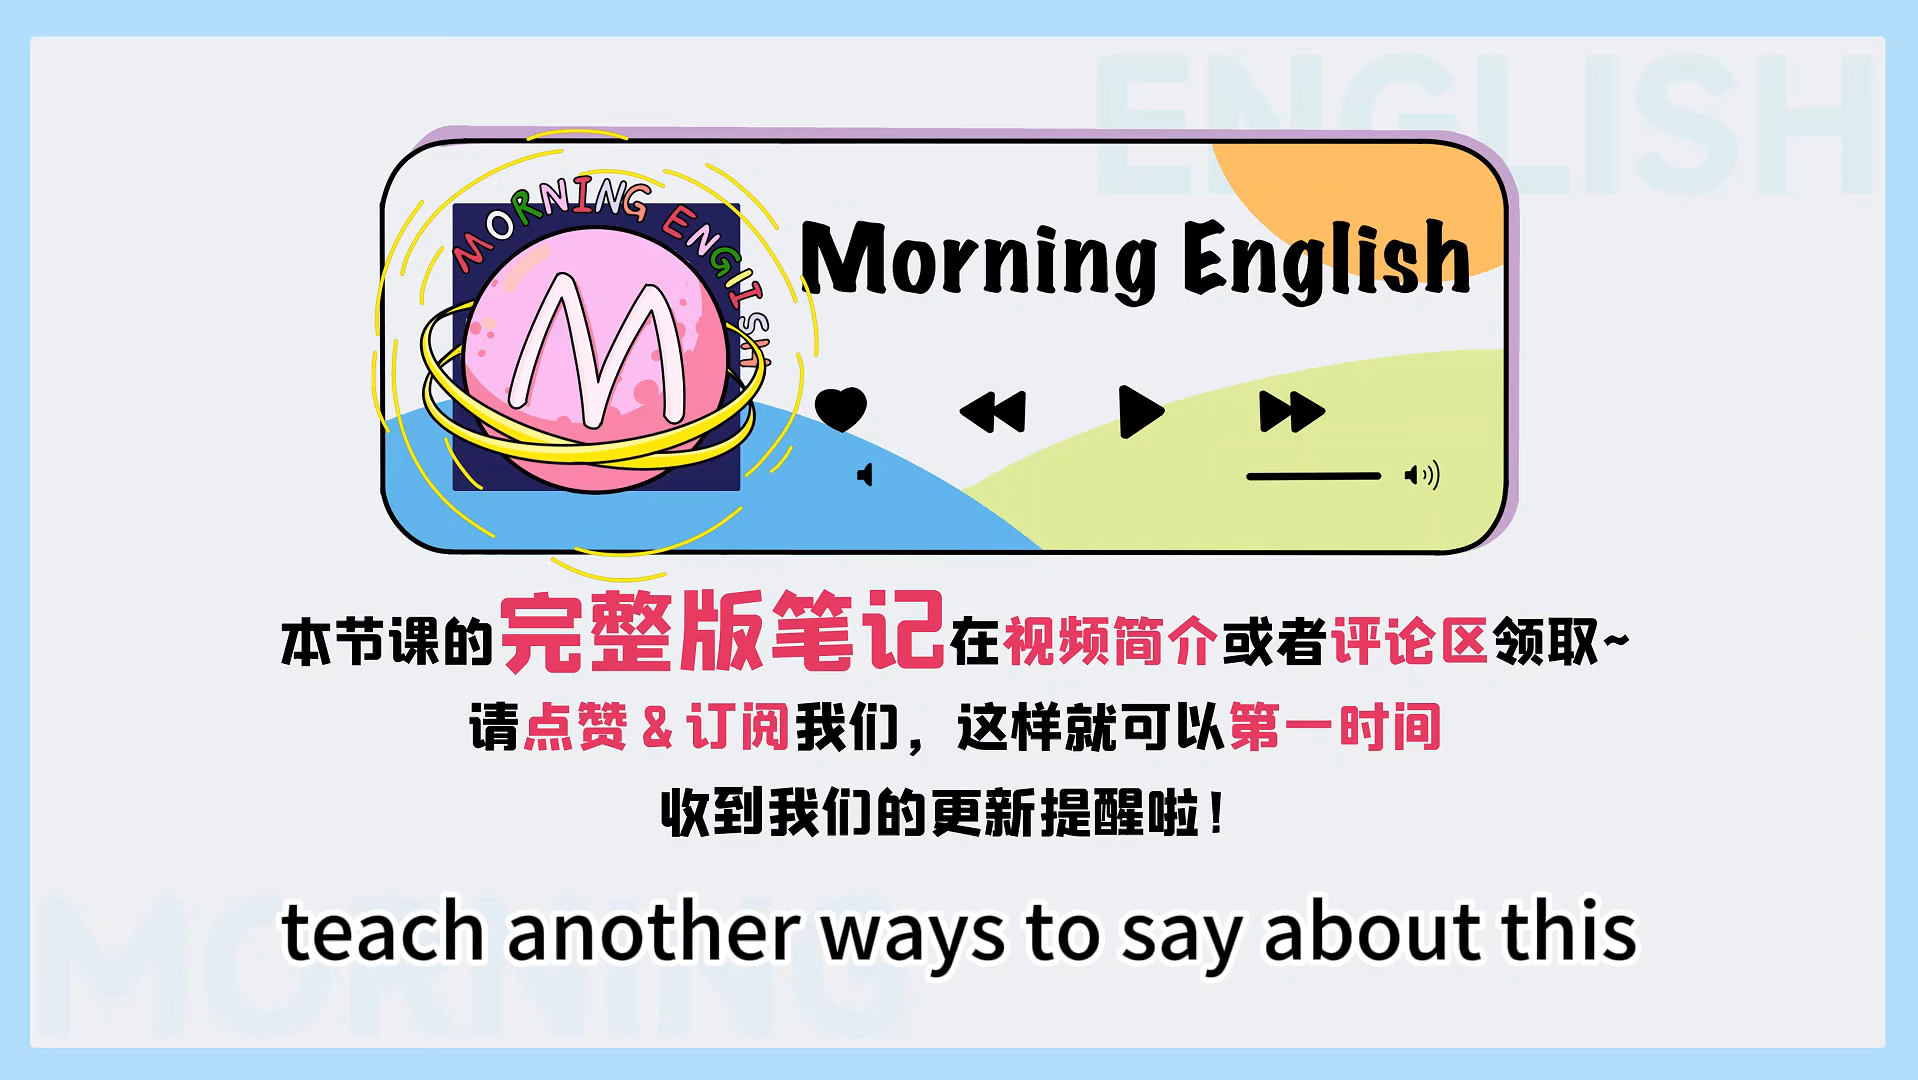 ENGLISH
MORNING ENGLISH
M
Morning English
本节课的完整版笔记在视频简介或者评论区领取~
请点赞&订阅我们，这样就可以第一时间
收到我们的更新提醒啦！
MORNING
teach another ways to say about this